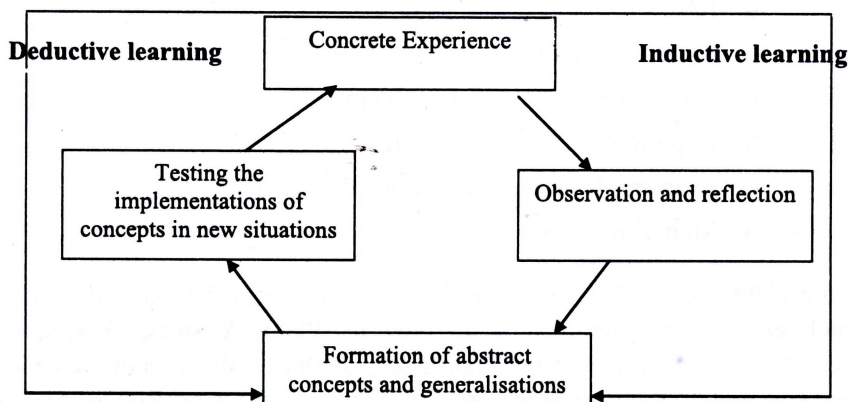 Concrete Experience
Deductive learning
Inductive learning
Testing the
implementations of
concepts in new situations
Observation and reflection
Formation of abstract
concepts and generalisations